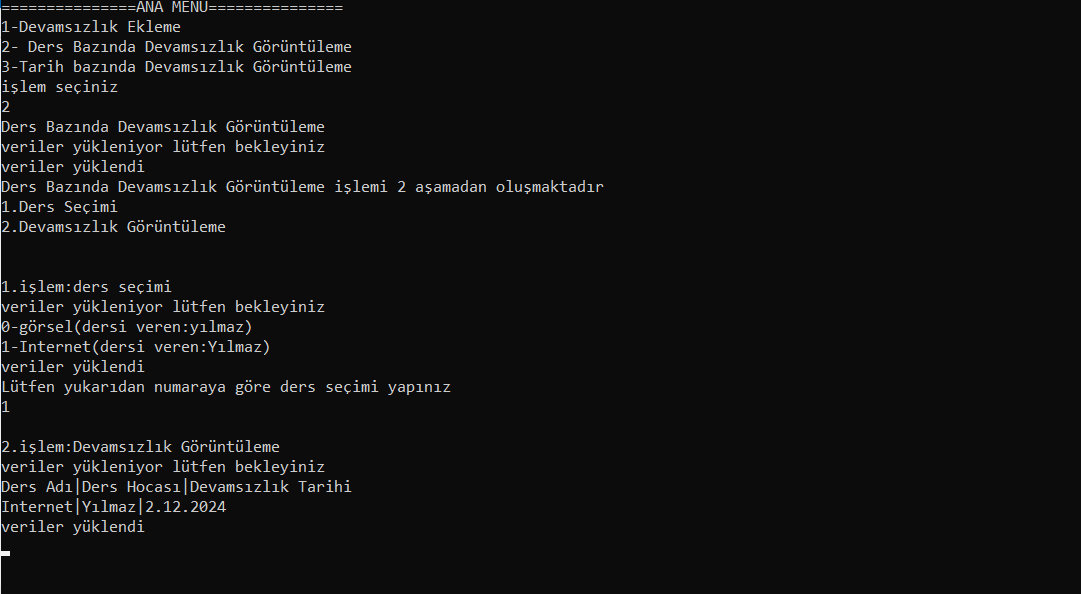 ===============ANA MENU===============
1-Devamsızlık Ekleme
2- Ders Bazında Devamsızlık Görüntüleme
3-Tarih bazında Devamsızlık Görüntüleme
işlem seçiniz
2
Ders Bazında Devamsızlık Görüntüleme
veriler yükleniyor lütfen bekleyiniz
veriler yüklendi
Ders Bazında Devamsızlık Görüntüleme işlemi 2 aşamadan oluşmaktadır
1.Ders Seçimi
2.Devamsızlık Görüntüleme
1.işlem:ders seçimi
veriler yükleniyor lütfen bekleyiniz
0-görsel(dersi veren:yılmaz)
1-Internet(dersi veren:Yılmaz)
veriler yüklendi
Lütfen yukarıdan numaraya göre ders seçimi yapınız
1
2.işlem:Devamsızlık Görüntüleme
veriler yükleniyor lütfen bekleyiniz
Ders Adı|Ders Hocası|Devamsızlık Tarihi
Internet|Yılmaz|2.12.2024
veriler yüklendi